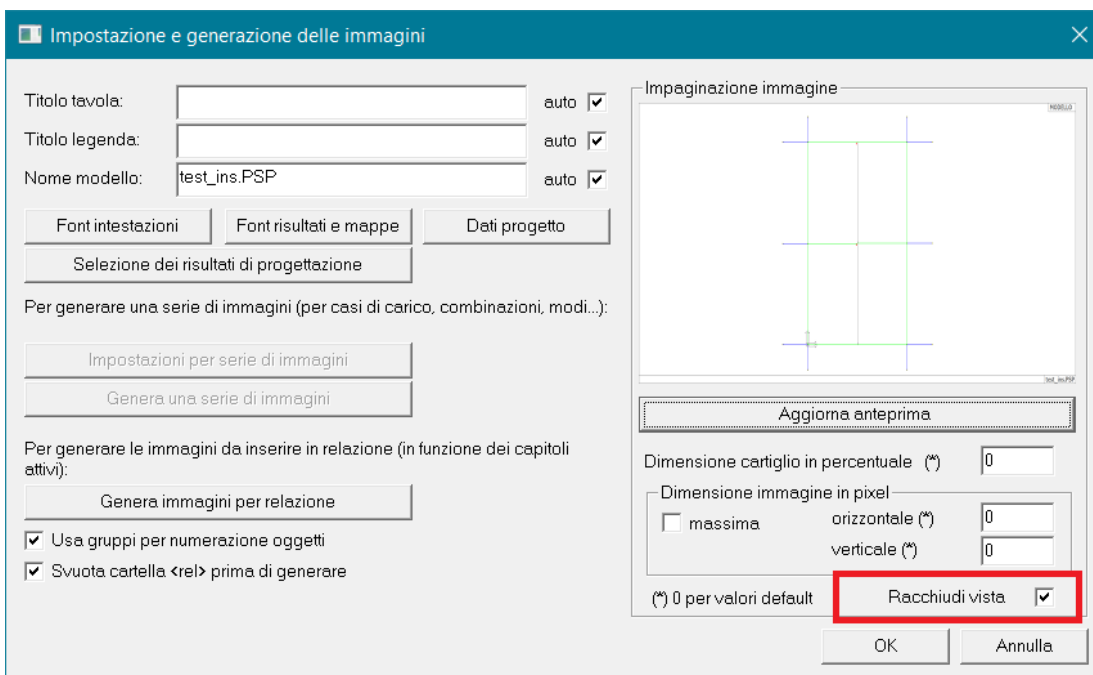 Impostazione e generazione delle immagini
Titolo tavola:
auto
Titolo legenda:
auto
Nome modello:
test_ins.PSP
auto
Font intestazioni
Font risultati e mappe
Dati progetto
Selezione dei risultati di progettazione
Per generare una serie di immagini (per casi di carico, combinazioni, modi...):
Impostazioni per serie di immagini
Genera una serie di immagini
Per generare le immagini da inserire in relazione (in funzione dei capitoli
attivi):
Genera immagini per relazione
Usa gruppi per numerazione oggetti
Svuota cartella <rel> prima di generare
Impaginazione immagine
MODELLO
test_ins.PSP
Aggiorna anteprima
Dimensione cartiglio in percentuale (*)
0
Dimensione immagine in pixel
massima
orizzontale (*)
0
verticale (*)
0
(*) 0 per valori default
Racchiudi vista
OK
Annulla